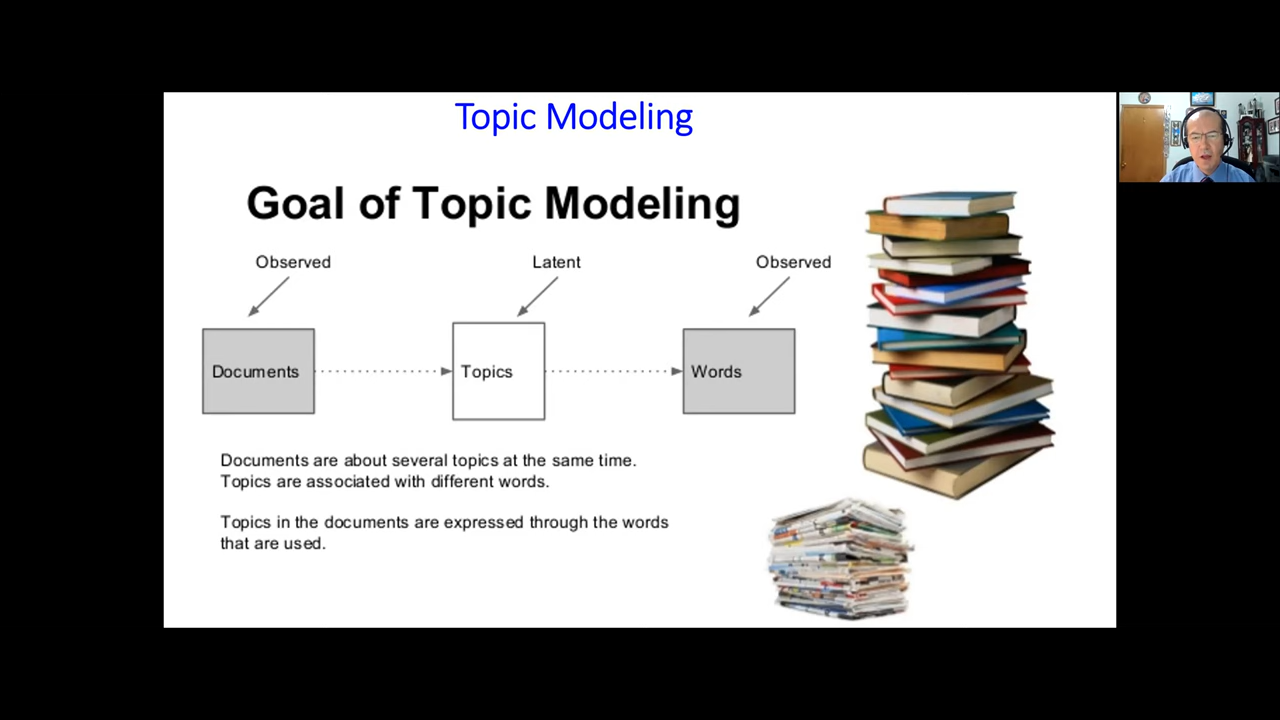 Topic Modeling
Goal of Topic Modeling
Observed
Latent
Observed
Documents
Topics
Words
Documents are about several topics at the same time.
Topics are associated with different words.
Topics in the documents are expressed through the words
that are used.